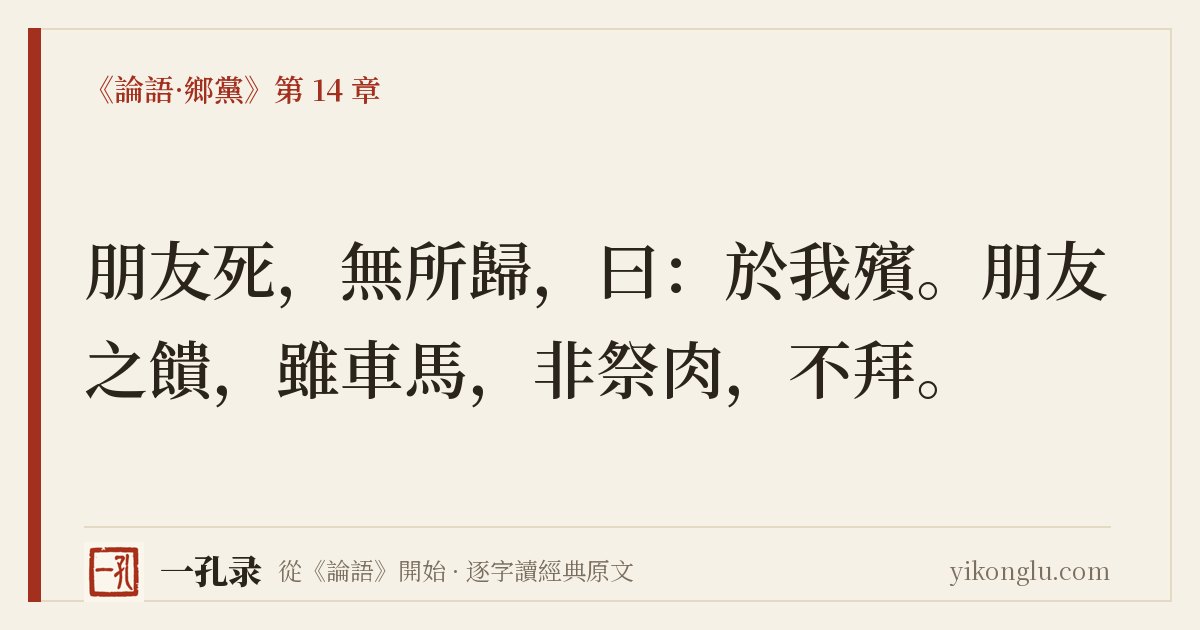 《論語·鄉黨》第 14 章
朋友死，無所歸，曰：於我殯。朋友
之饋，雖車馬，非祭肉，不拜。
一孔
一孔录 從《論語》開始 · 逐字讀經典原文 yikonglu.com